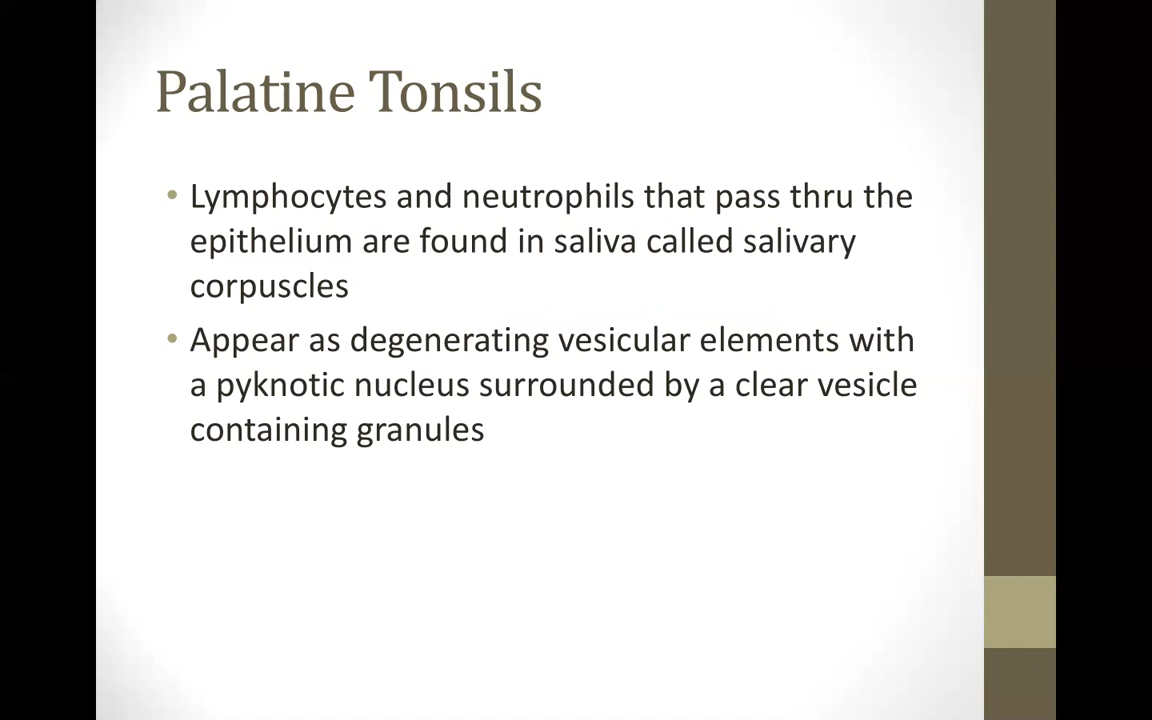 Palatine Tonsils
• Lymphocytes and neutrophils that pass thru the
epithelium are found in saliva called salivary
corpuscles
• Appear as degenerating vesicular elements with
a pyknotic nucleus surrounded by a clear vesicle
containing granules